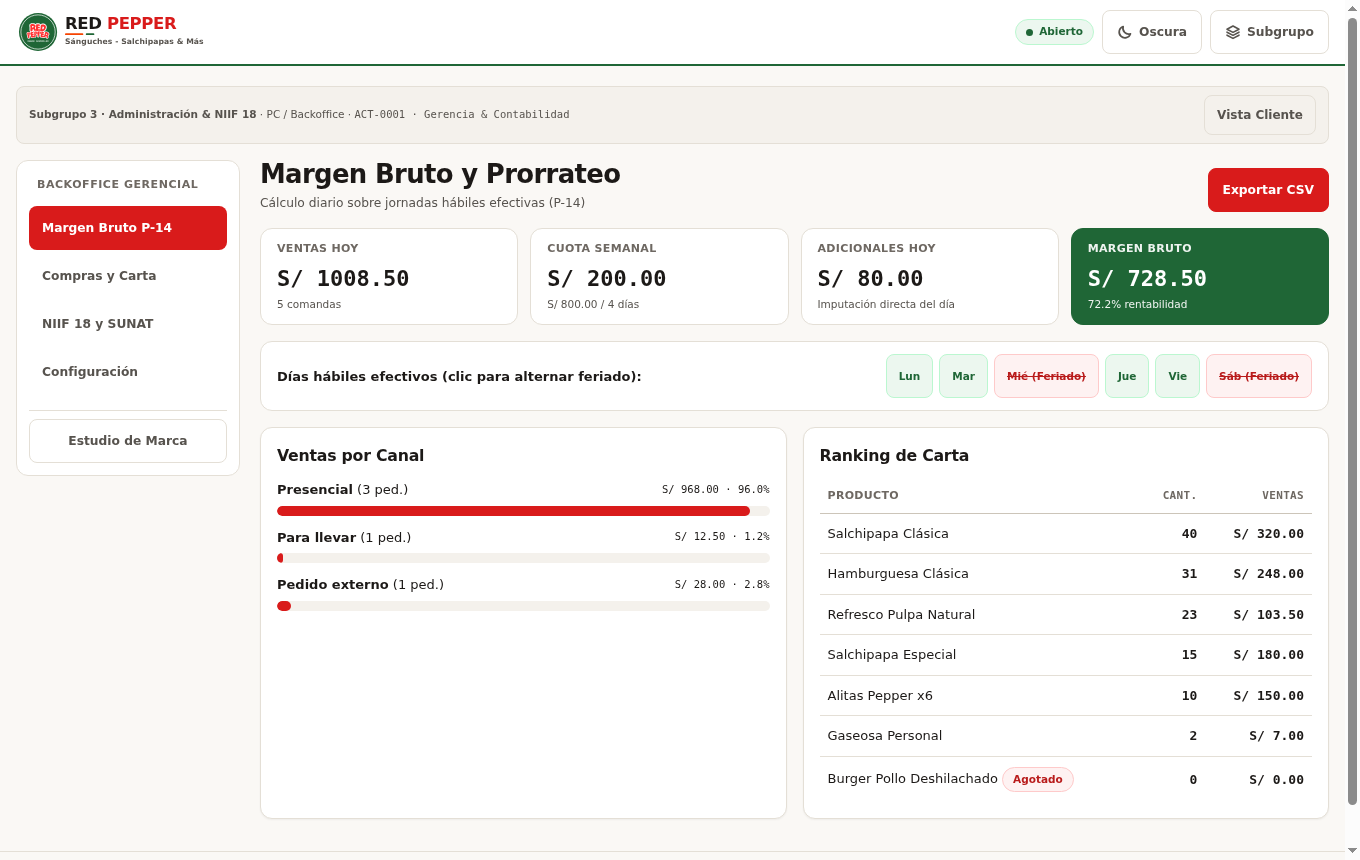 RED PEPPER
Sánguches - Salchipapas & Más
Abierto
Oscura
Subgrupo
Subgrupo 3 · Administración & NIIF 18 · PC / Backoffice · ACT-0001 · Gerencia & Contabilidad
Vista Cliente
BACKOFFICE GERENCIAL
Margen Bruto P-14
Compras y Carta
NIIF 18 y SUNAT
Configuración
Estudio de Marca
Margen Bruto y Prorrateo
Cálculo diario sobre jornadas hábiles efectivas (P-14)
Exportar CSV
VENTAS HOY
S/ 1008.50
5 comandas
CUOTA SEMANAL
S/ 200.00
S/ 800.00 / 4 días
ADICIONALES HOY
S/ 80.00
Imputación directa del día
MARGEN BRUTO
S/ 728.50
72.2% rentabilidad
Días hábiles efectivos (clic para alternar feriado):
Lun
Mar
Mié (Feriado)
Jue
Vie
Sáb (Feriado)
Ventas por Canal
Presencial (3 ped.) S/ 968.00 · 96.0%
Para llevar (1 ped.) S/ 12.50 · 1.2%
Pedido externo (1 ped.) S/ 28.00 · 2.8%
Ranking de Carta
PRODUCTO CANT. VENTAS
Salchipapa Clásica 40 S/ 320.00
Hamburguesa Clásica 31 S/ 248.00
Refresco Pulpa Natural 23 S/ 103.50
Salchipapa Especial 15 S/ 180.00
Alitas Pepper x6 10 S/ 150.00
Gaseosa Personal 2 S/ 7.00
Burger Pollo Deshilachado Agotado 0 S/ 0.00